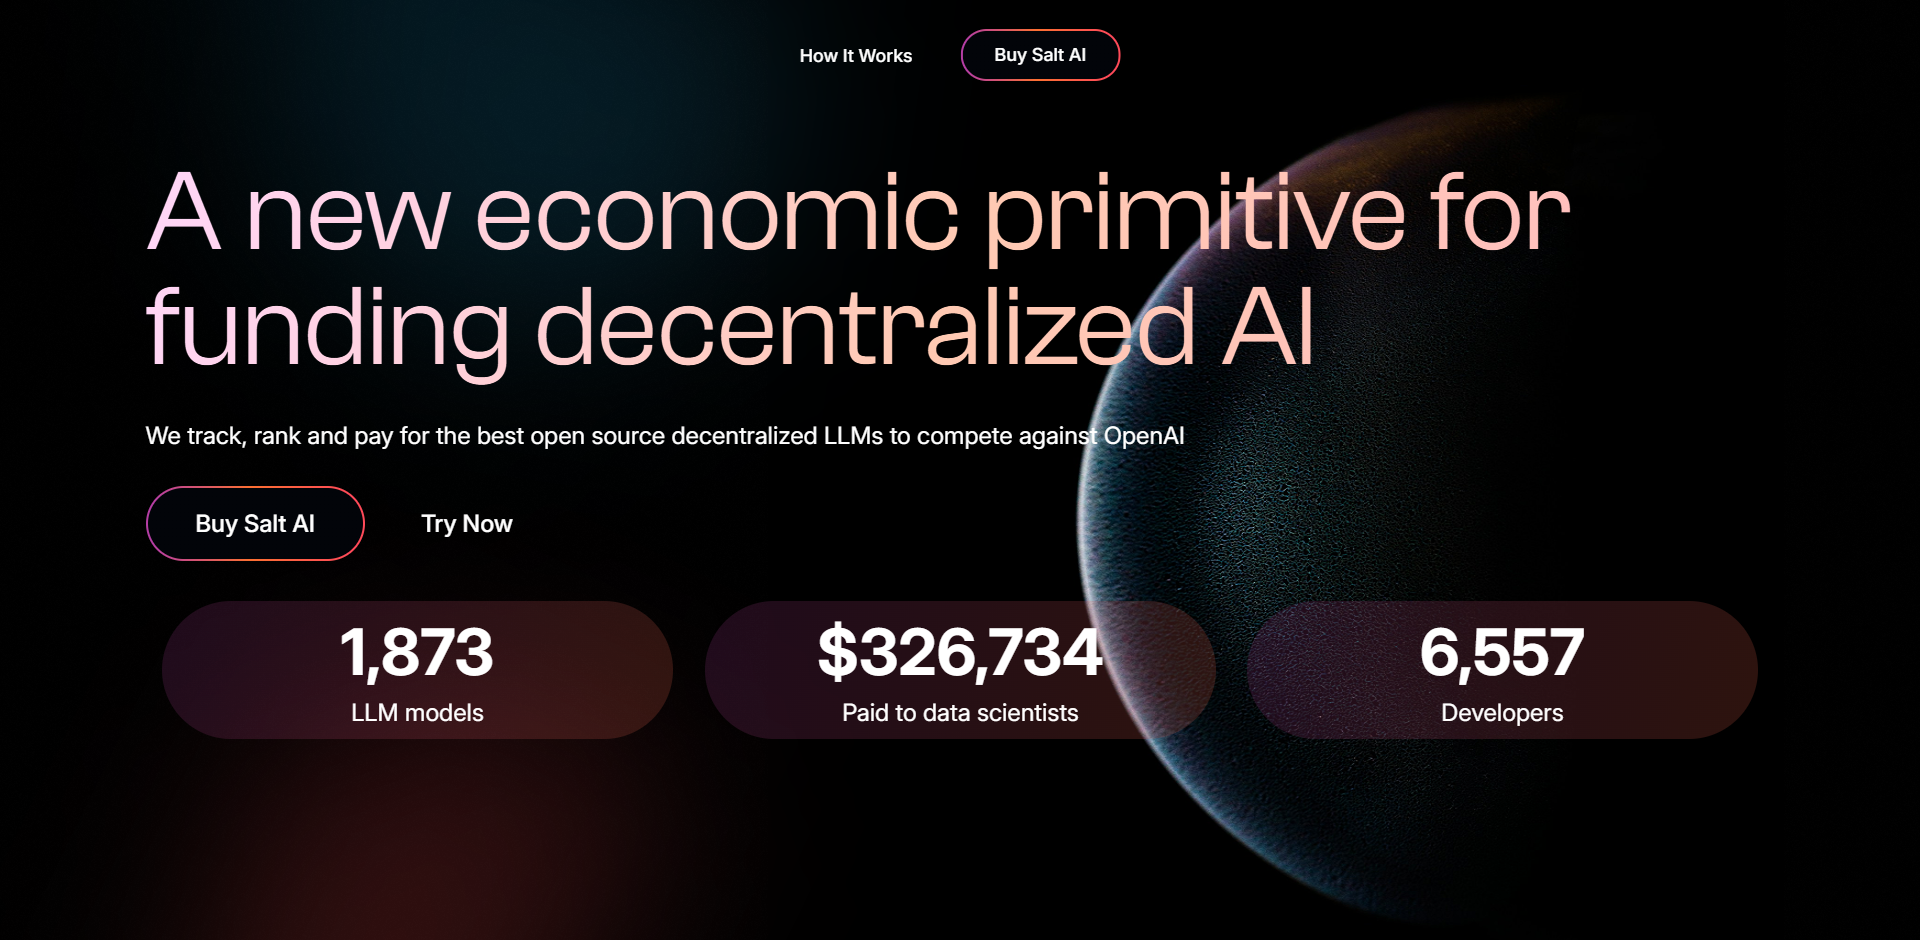 How It Works
Buy Salt AI
A new economic primitive for
funding decentralized AI
We track, rank and pay for the best open source decentralized LLMs to compete against OpenAI
Buy Salt AI
Try Now
1,873
LLM models
$326,734
Paid to data scientists
6,557
Developers